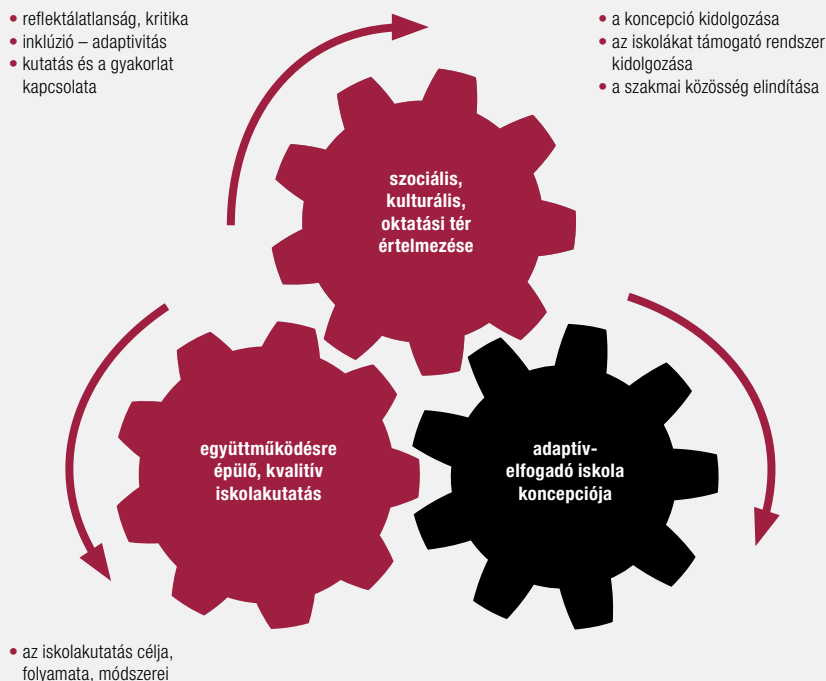 • reflektálatlanság, kritika
• inklúzió – adaptivitás
• kutatás és a gyakorlat
kapcsolata
• a koncepció kidolgozása
• az iskolákat támogató rendszer
kidolgozása
• a szakmai közösség elindítása
szociális,
kulturális,
oktatási tér
értelmezése
együttműködésre
épülő, kvalitív
iskolakutatás
adaptív-
elfogadó iskola
koncepciója
• az iskolakutatás célja,
folyamata, módszerei